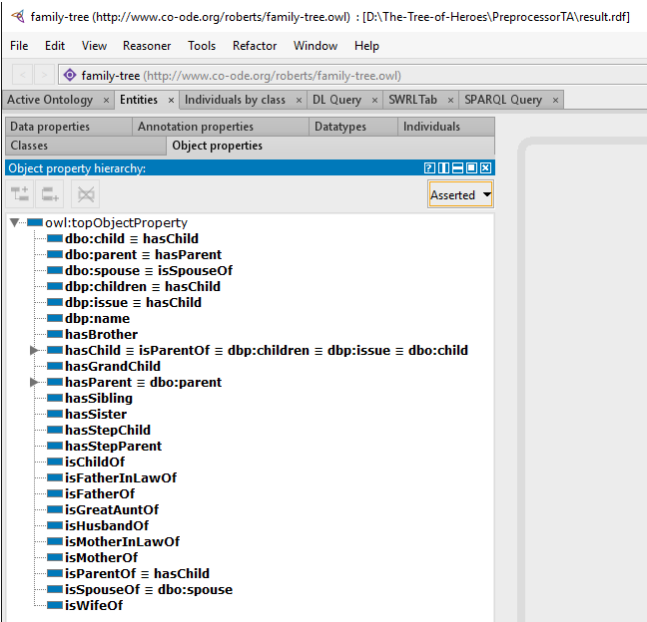 family-tree (http://www.co-ode.org/roberts/family-tree.owl) : [D:\The-Tree-of-Heroes\PreprocessorTA\result.rdf]
File Edit View Reasoner Tools Refactor Window Help
< > family-tree (http://www.co-ode.org/roberts/family-tree.owl)
Active Ontology × Entities × Individuals by class × DL Query × SWRLTab × SPARQL Query ×
Data properties Annotation properties Datatypes Individuals
Classes Object properties
Object property hierarchy:
Asserted
owl:topObjectProperty
dbo:child ≡ hasChild
dbo:parent ≡ hasParent
dbo:spouse ≡ isSpouseOf
dbp:children ≡ hasChild
dbp:issue ≡ hasChild
dbp:name
hasBrother
hasChild ≡ isParentOf ≡ dbp:children ≡ dbp:issue ≡ dbo:child
hasGrandChild
hasParent ≡ dbo:parent
hasSibling
hasSister
hasStepChild
hasStepParent
isChildOf
isFatherInLawOf
isFatherOf
isGreatAuntOf
isHusbandOf
isMotherInLawOf
isMotherOf
isParentOf ≡ hasChild
isSpouseOf ≡ dbo:spouse
isWifeOf